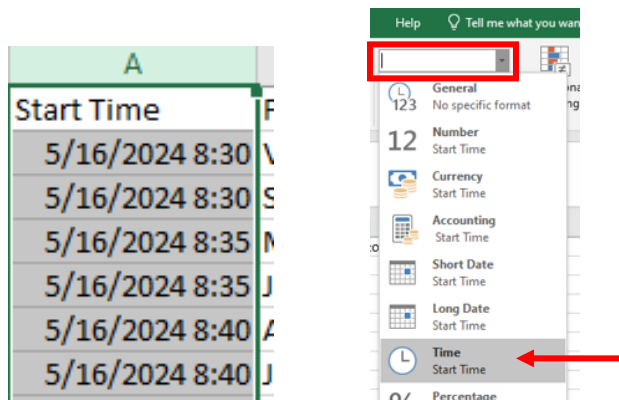 A
Start Time
5/16/2024 8:30
5/16/2024 8:30
5/16/2024 8:35
5/16/2024 8:35
5/16/2024 8:40
5/16/2024 8:40
Help Tell me what you wan
123
General
No specific format
12
Number
Start Time
Currency
Start Time
Accounting
Start Time
Short Date
Start Time
Long Date
Start Time
Time
Start Time
% Percentage